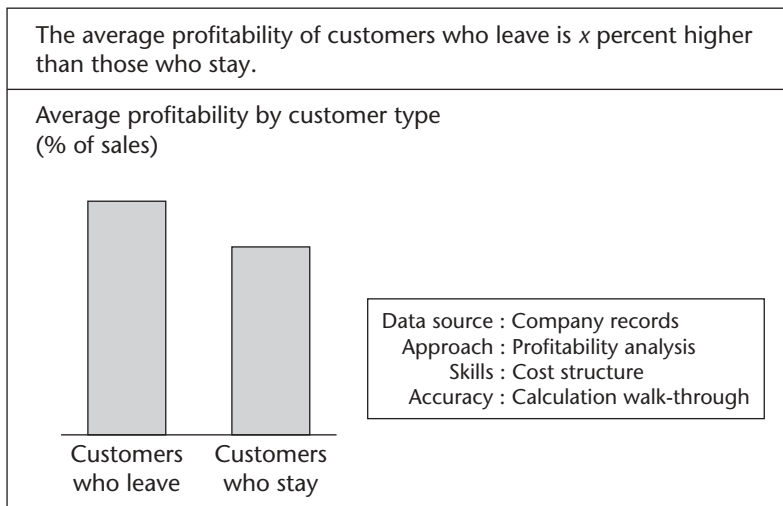 The average profitability of customers who leave is x percent higher
than those who stay.
Average profitability by customer type
(% of sales)
Data source : Company records
Approach : Profitability analysis
Skills : Cost structure
Accuracy : Calculation walk-through
Customers
who leave
Customers
who stay